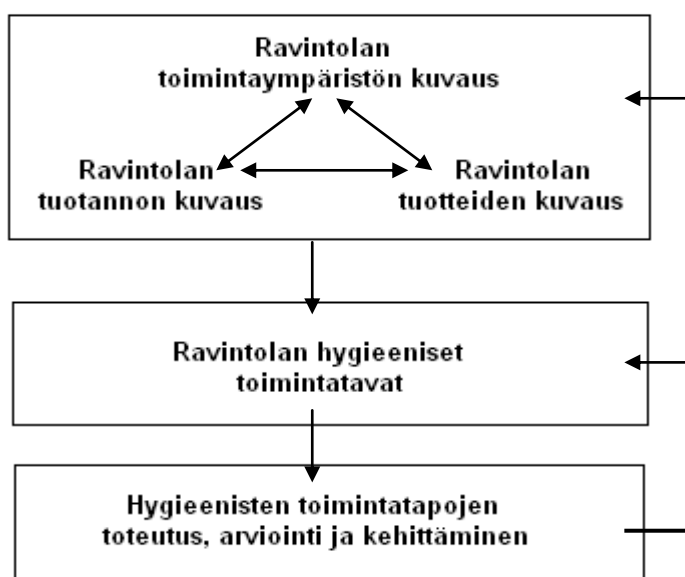 Ravintolan
toimintaympäristön kuvaus
Ravintolan
tuotannon kuvaus
Ravintolan
tuotteiden kuvaus
Ravintolan hygieeniset
toimintatavat
Hygieenisten toimintatapojen
toteutus, arviointi ja kehittäminen